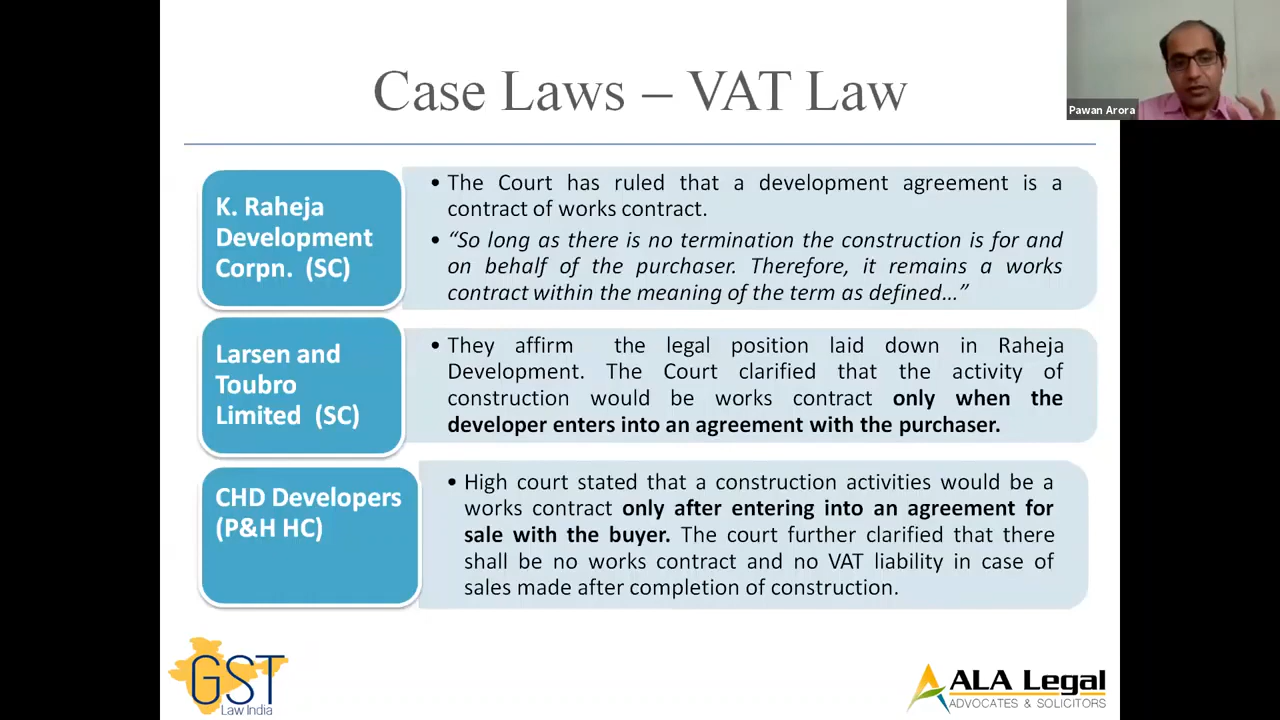 Case Laws – VAT Law
Pawan Arora
K. Raheja
Development
Corpn. (SC)
• The Court has ruled that a development agreement is a
contract of works contract.
• “So long as there is no termination the construction is for and
on behalf of the purchaser. Therefore, it remains a works
contract within the meaning of the term as defined…”
Larsen and
Toubro
Limited (SC)
• They affirm the legal position laid down in Raheja
Development. The Court clarified that the activity of
construction would be works contract only when the
developer enters into an agreement with the purchaser.
CHD Developers
(P&H HC)
• High court stated that a construction activities would be a
works contract only after entering into an agreement for
sale with the buyer. The court further clarified that there
shall be no works contract and no VAT liability in case of
sales made after completion of construction.
GST
Law India
ALA Legal
ADVOCATES & SOLICITORS